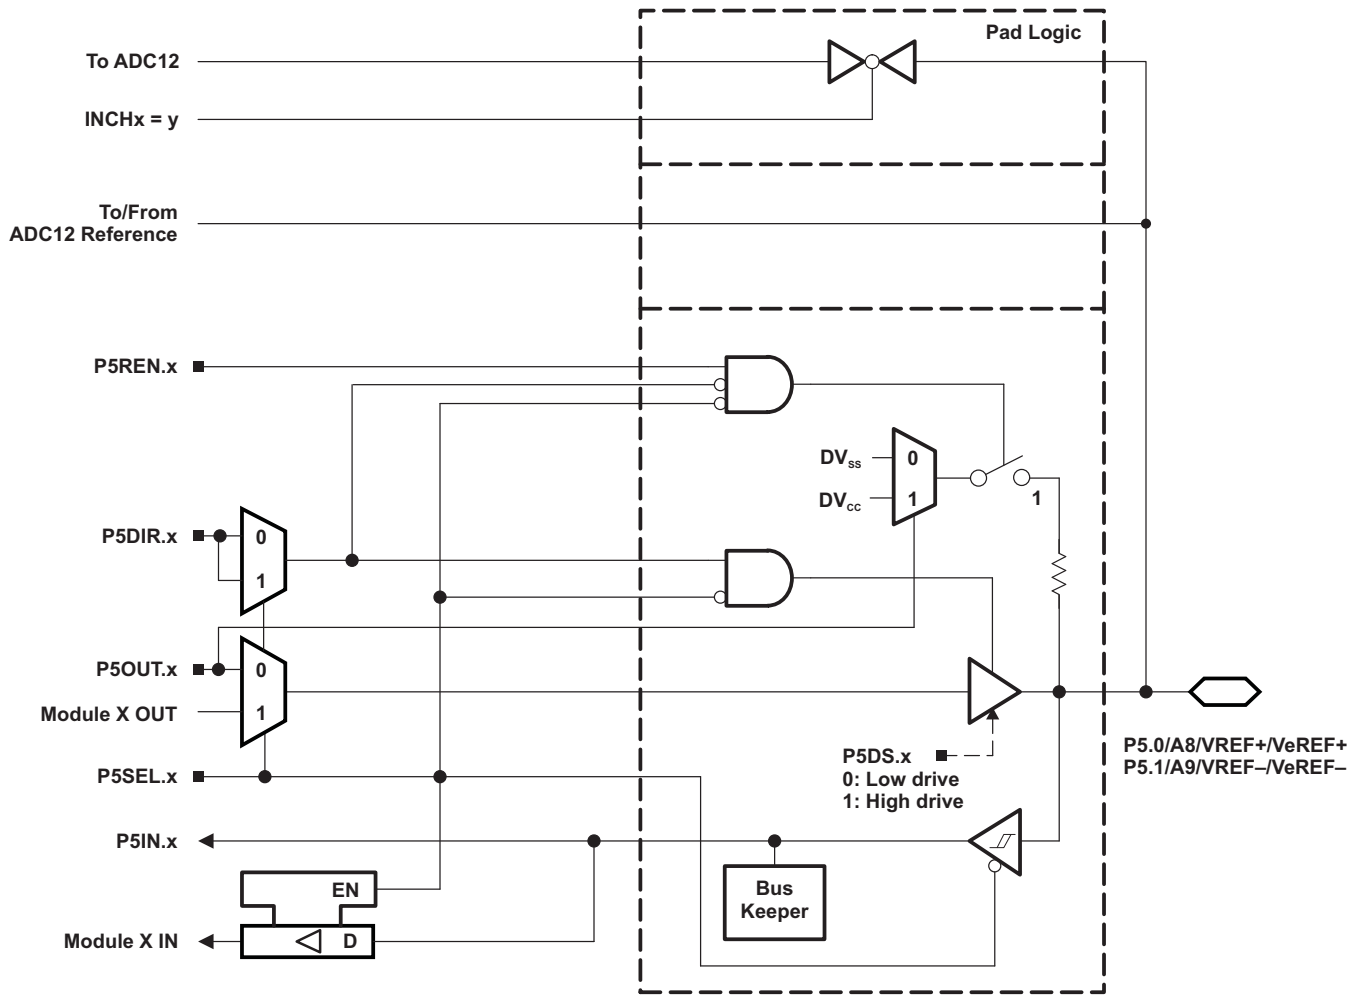 Pad Logic
To ADC12
INCHx = y
To/From
ADC12 Reference
P5REN.x
DVSS
0
DVCC
1
1
P5DIR.x
0
1
P5OUT.x
0
Module X OUT
1
P5DS.x
0: Low drive
1: High drive
P5.0/A8/VREF+/VeREF+
P5.1/A9/VREF–/VeREF–
P5SEL.x
P5IN.x
Bus
Keeper
EN
Module X IN
D